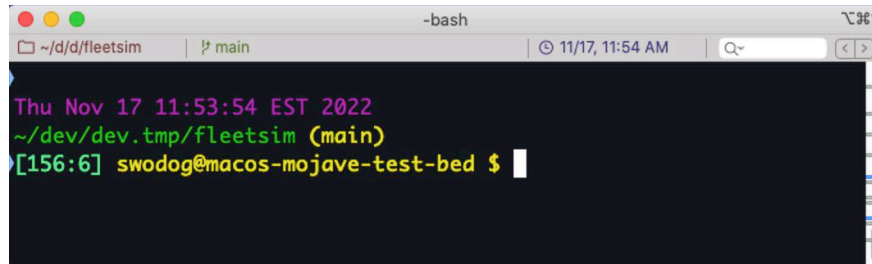 -bash
⌥⌘
~/d/d/fleetsim main 11/17, 11:54 AM
Thu Nov 17 11:53:54 EST 2022
~/dev/dev.tmp/fleetsim (main)
[156:6] swodog@macos-mojave-test-bed $